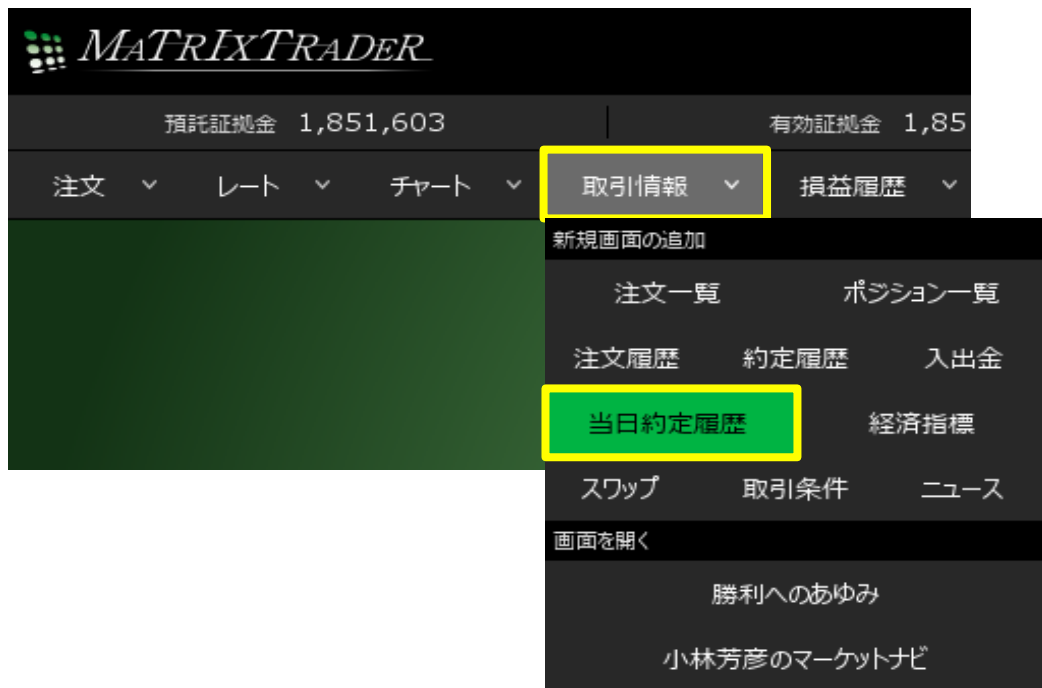 MATRIXTRADER
預託証拠金 1,851,603 有効証拠金 1,85
注文 レート チャート 取引情報 損益履歴
新規画面の追加
注文一覧 ポジション一覧
注文履歴 約定履歴 入出金
当日約定履歴 経済指標
スワップ 取引条件 ニュース
画面を開く
勝利へのあゆみ
小林芳彦のマーケットナビ